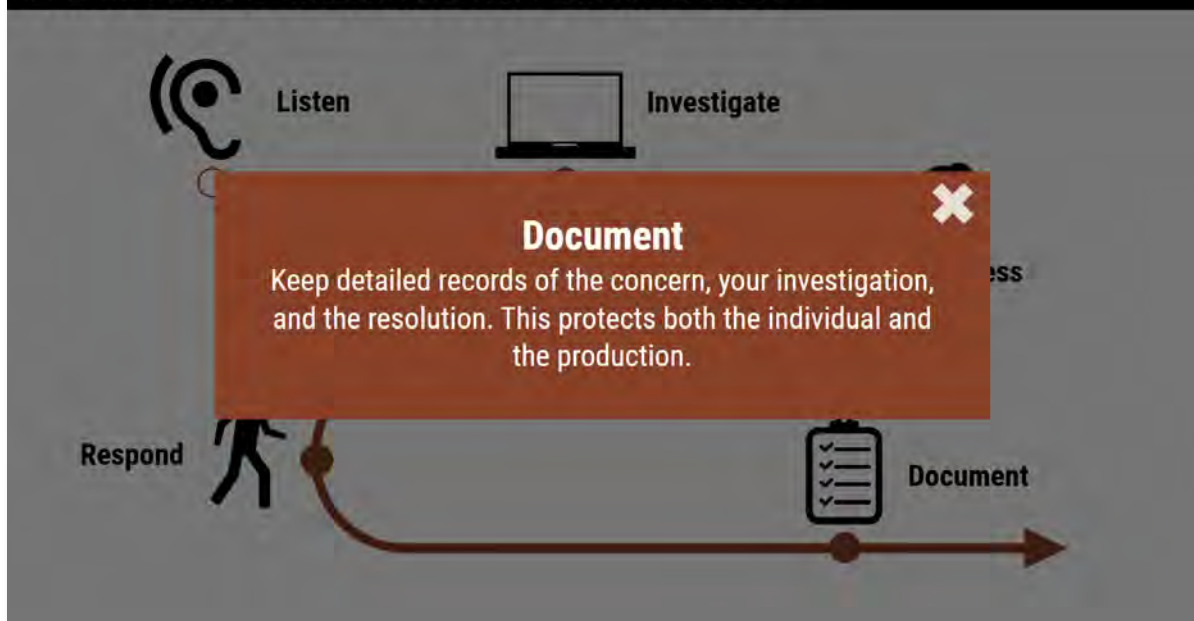 Listen
Investigate
Document
Keep detailed records of the concern, your investigation,
and the resolution. This protects both the individual and
the production.
Respond
Document